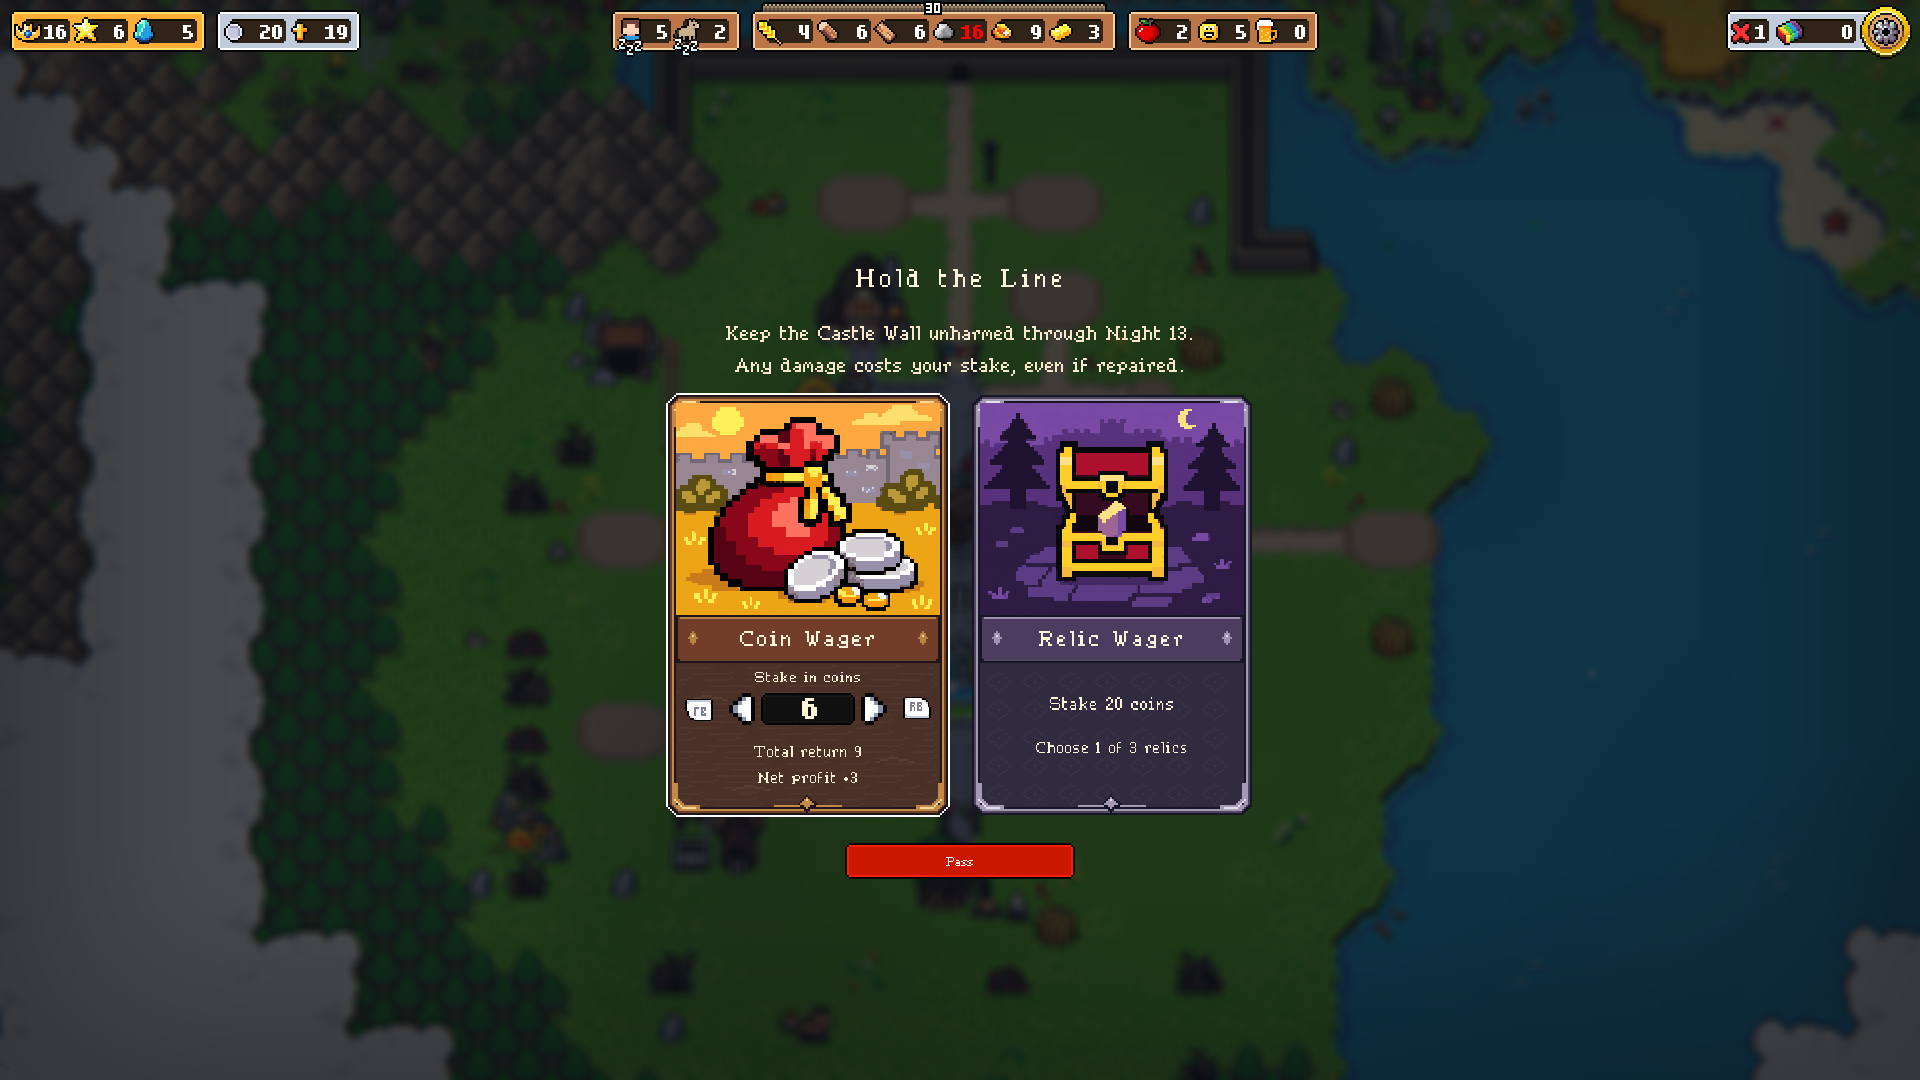 16 6 5 20 19 5 2 30 4 6 6 16 9 3 2 5 0 1 0
zzz zzz
Hold the Line
Keep the Castle Wall unharmed through Night 13.
Any damage costs your stake, even if repaired.
Coin Wager
Stake in coins
6
RB
Total return 9
Net profit +3
Relic Wager
Stake 20 coins
Choose 1 of 3 relics
Pass